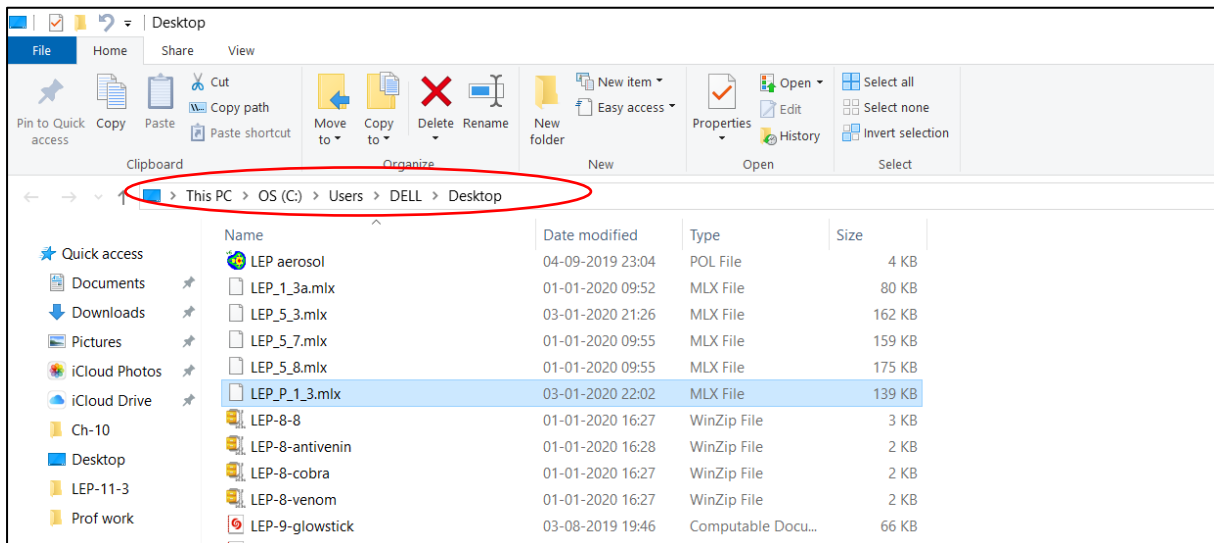 Desktop
File Home Share View
Pin to Quick access Copy Paste Cut Copy path Paste shortcut Move to Copy to Delete Rename New folder New item Easy access Properties Open Edit History Select all Select none Invert selection
Clipboard Organize New Open Select
This PC > OS (C:) > Users > DELL > Desktop
Name Date modified Type Size
Quick access
Documents
Downloads
Pictures
iCloud Photos
iCloud Drive
Ch-10
Desktop
LEP-11-3
Prof work
LEP aerosol 04-09-2019 23:04 POL File 4 KB
LEP_1_3a.mlx 01-01-2020 09:52 MLX File 80 KB
LEP_5_3.mlx 03-01-2020 21:26 MLX File 162 KB
LEP_5_7.mlx 01-01-2020 09:55 MLX File 159 KB
LEP_5_8.mlx 01-01-2020 09:55 MLX File 175 KB
LEP_P_1_3.mlx 03-01-2020 22:02 MLX File 139 KB
LEP-8-8 01-01-2020 16:27 WinZip File 3 KB
LEP-8-antivenin 01-01-2020 16:28 WinZip File 2 KB
LEP-8-cobra 01-01-2020 16:27 WinZip File 2 KB
LEP-8-venom 01-01-2020 16:27 WinZip File 2 KB
LEP-9-glowstick 03-08-2019 19:46 Computable Docu... 66 KB